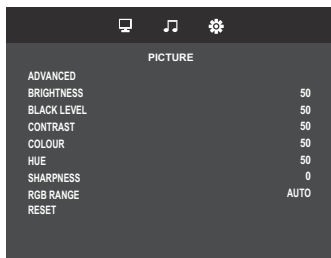 PICTURE
ADVANCED
BRIGHTNESS 50
BLACK LEVEL 50
CONTRAST 50
COLOUR 50
HUE 50
SHARPNESS 0
RGB RANGE AUTO
RESET